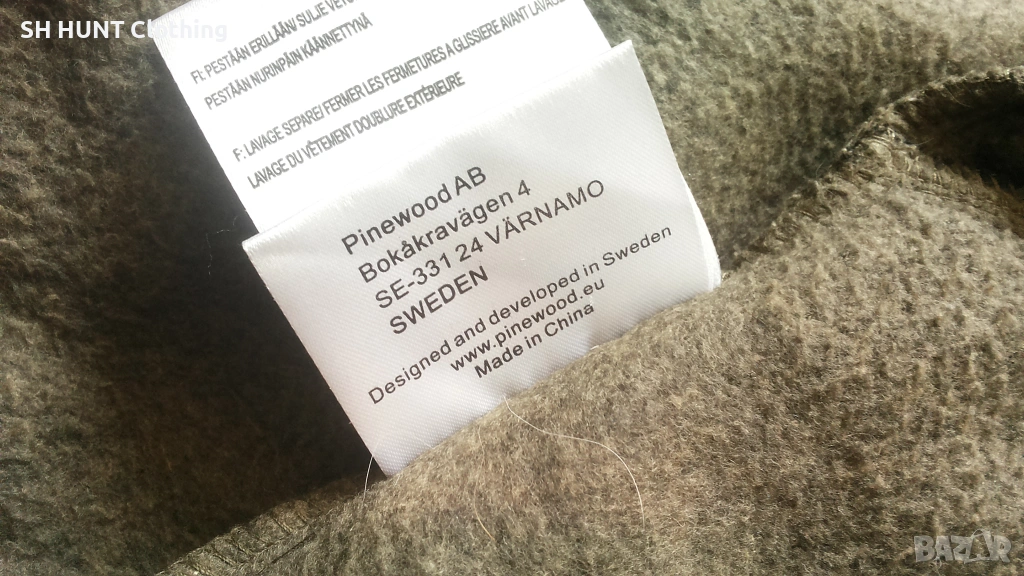 SH HUNT Clothing
FI: PESTÄÄN ERILLÄÄN SULJE
PESTÄÄN NURINPÄIN KÄÄNNETTYNÄ
F: LAVAGE SEPARE/ FERMER LES FERMETURES A GLISSIERE AVANT LAVAGE
LAVAGE DU VÊTEMENT DOUBLURE EXTÉRIEURE
Pinewood AB
Bokåkravägen 4
SE-331 24 VÄRNAMO
SWEDEN
Designed and developed in Sweden
www.pinewood.eu
Made in China
BAZAR